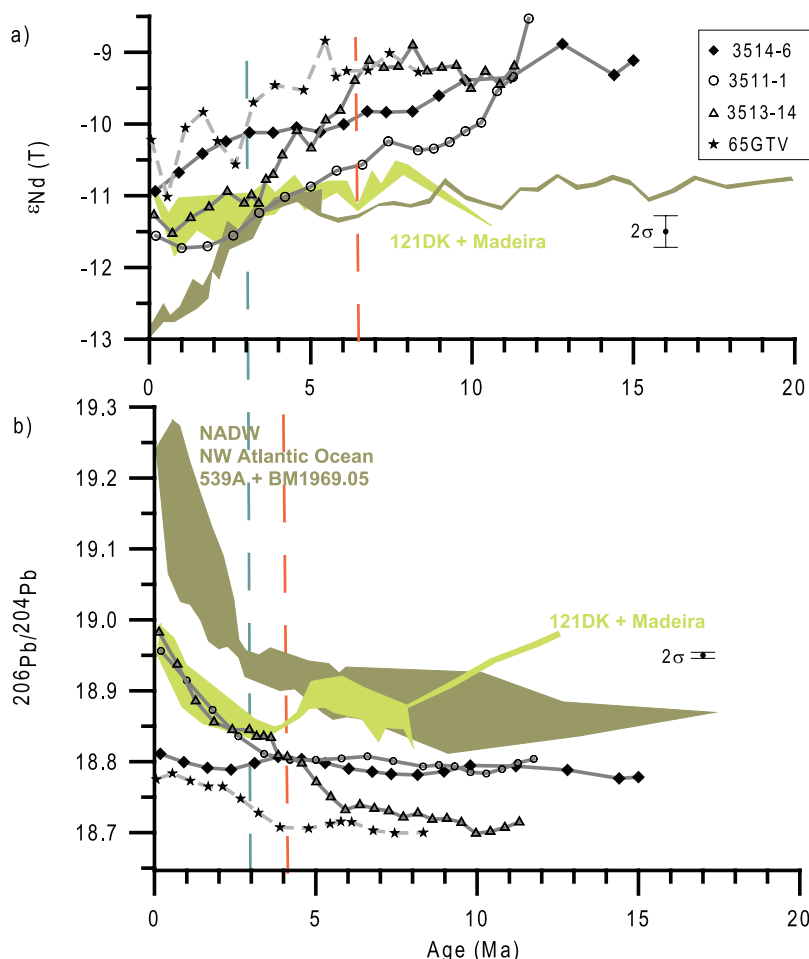 a)
εNd (T)
-9
-10
-11
-12
-13
3514-6
3511-1
3513-14
65GTV
121DK + Madeira
2σ
0 5 10 15 20
b)
206Pb/204Pb
19.3
19.2
19.1
19.0
18.9
18.8
18.7
NADW
NW Atlantic Ocean
539A + BM1969.05
121DK + Madeira
2σ
0 5 10 15 20
Age (Ma)